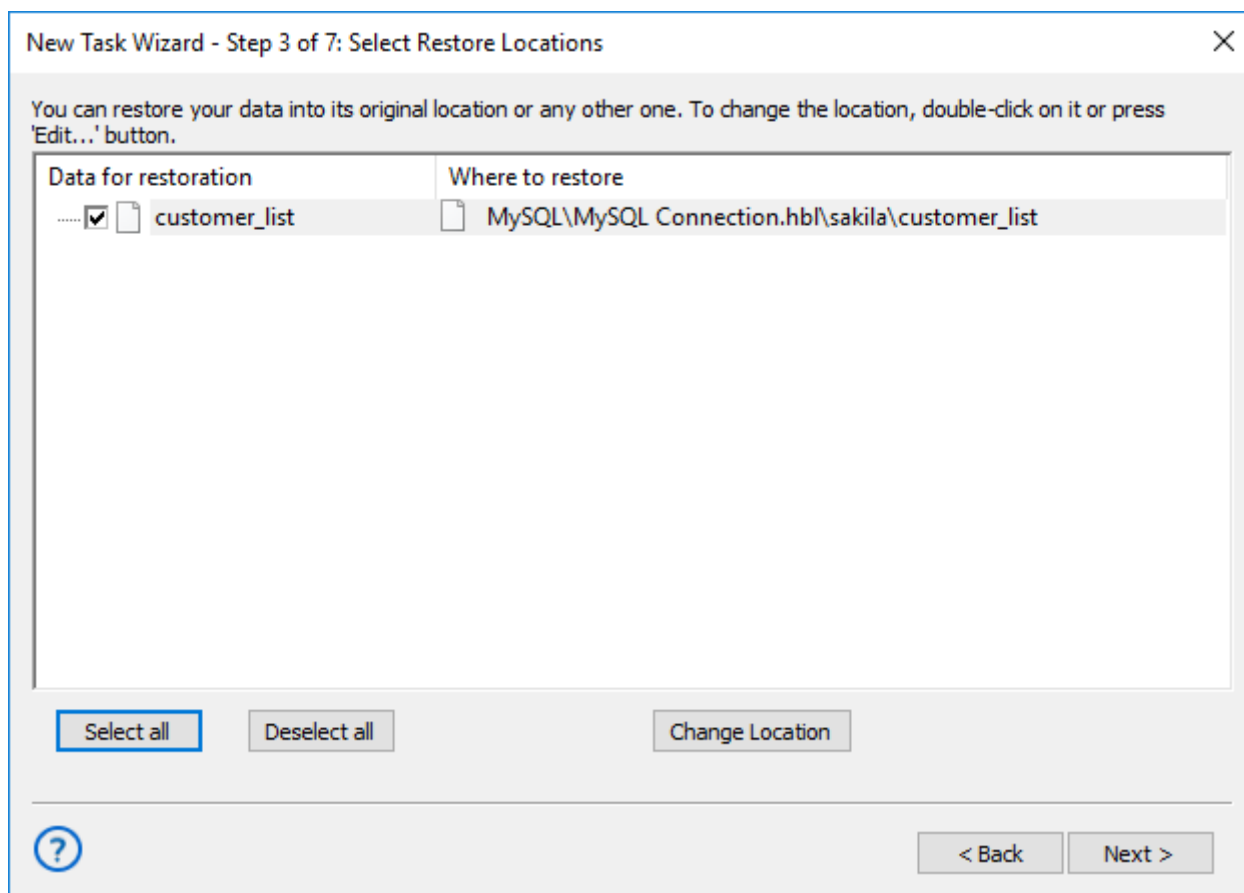 New Task Wizard - Step 3 of 7: Select Restore Locations
You can restore your data into its original location or any other one. To change the location, double-click on it or press
'Edit...' button.
Data for restoration Where to restore
customer_list MySQL\MySQL Connection.hbl\sakila\customer_list
Select all Deselect all Change Location
? < Back Next >